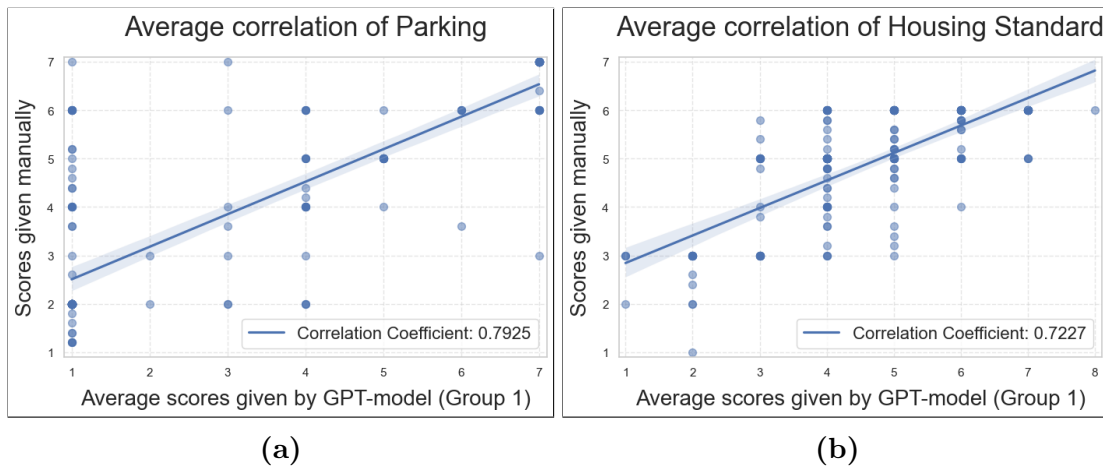 Average correlation of Parking
Scores given manually
7
6
5
4
3
2
1
Correlation Coefficient: 0.7925
1 2 3 4 5 6 7
Average scores given by GPT-model (Group 1)
(a)
Average correlation of Housing Standard
Scores given manually
7
6
5
4
3
2
1
Correlation Coefficient: 0.7227
1 2 3 4 5 6 7 8
Average scores given by GPT-model (Group 1)
(b)